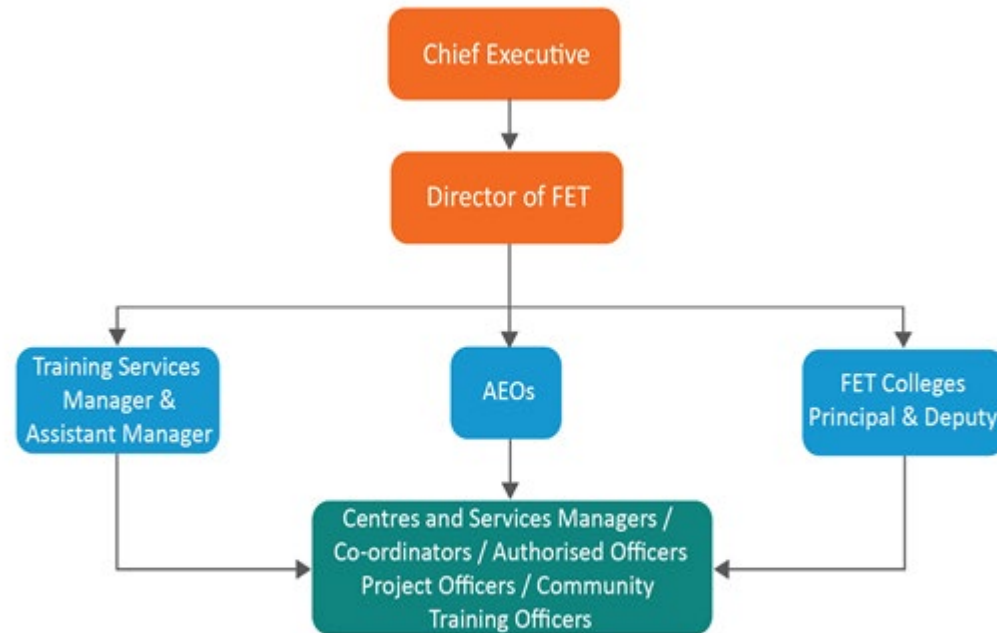 Chief Executive
Director of FET
Training Services
Manager &
Assistant Manager
AEOs
FET Colleges
Principal & Deputy
Centres and Services Managers /
Co-ordinators / Authorised Officers
Project Officers / Community
Training Officers